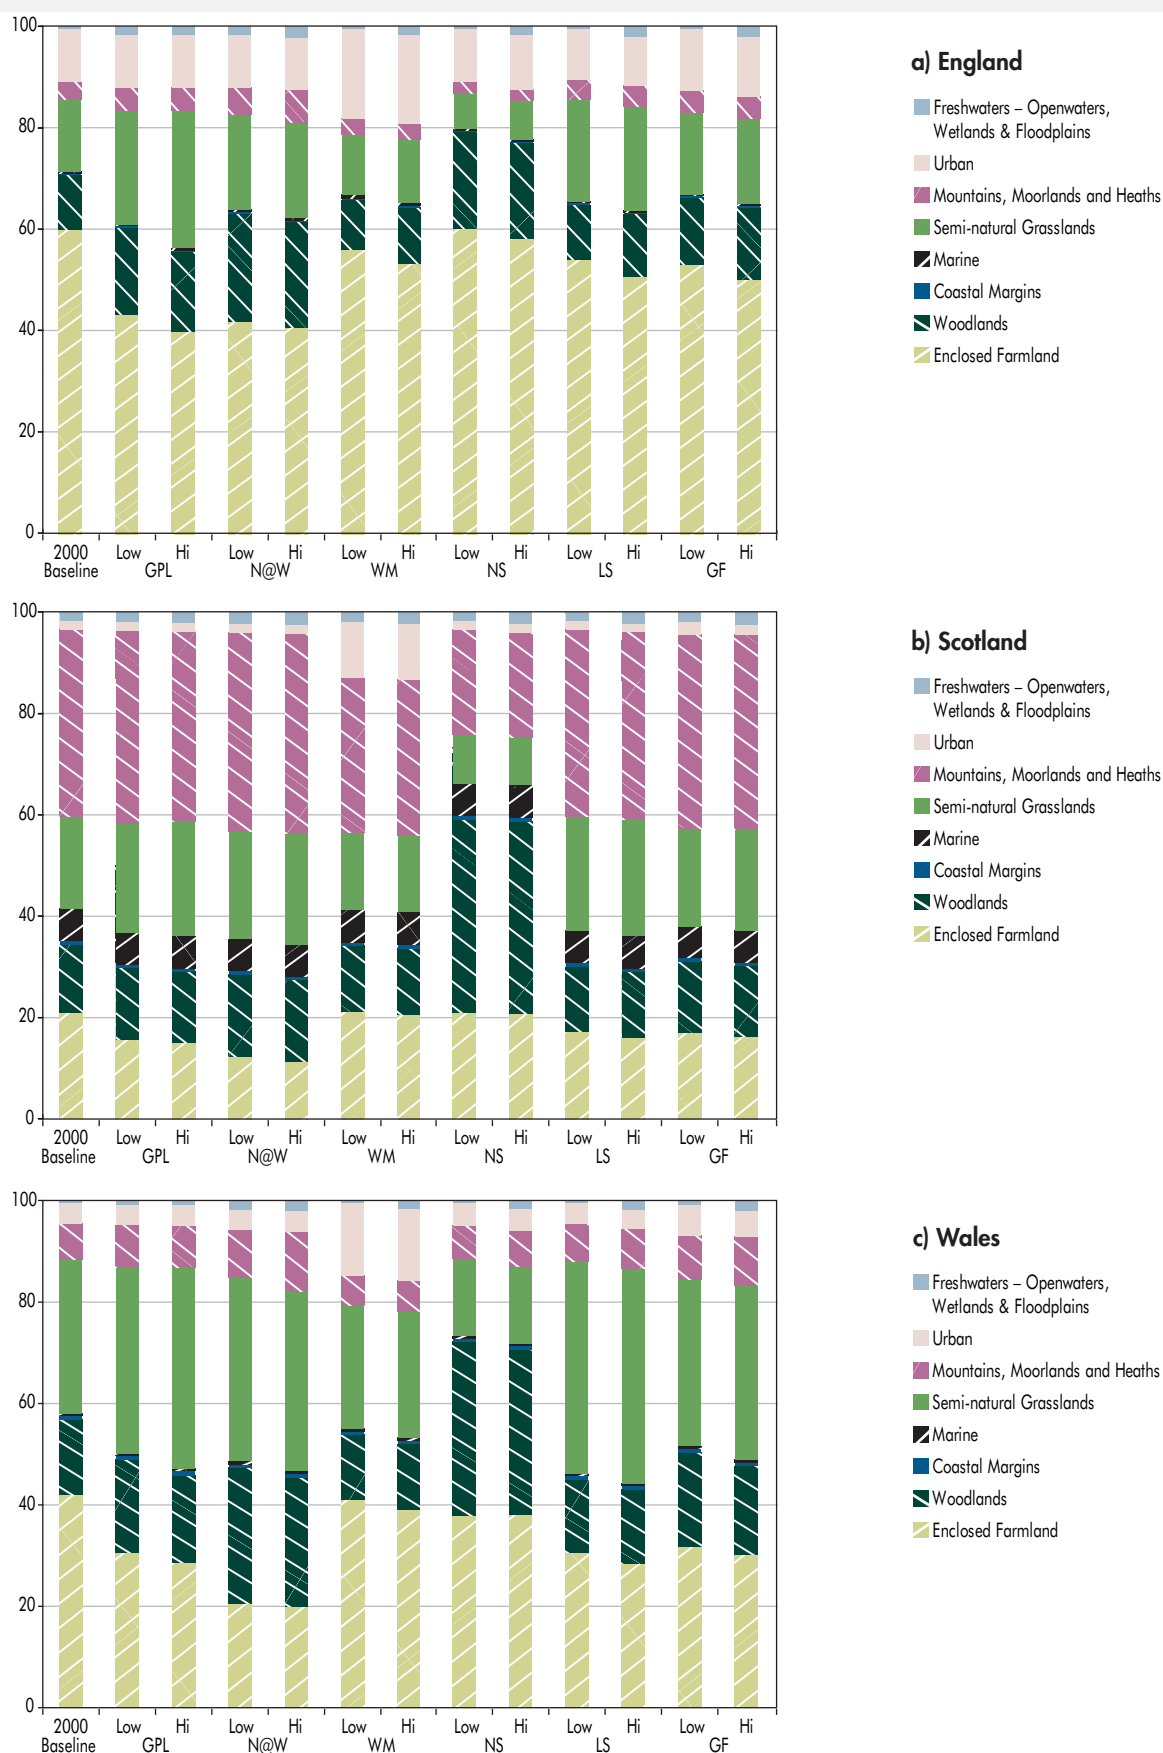 100
80
60
40
20
0
2000 Low Hi Low Hi Low Hi Low Hi Low Hi Low Hi
Baseline GPL N@W WM NS LS GF
a) England
Freshwaters – Openwaters,
Wetlands & Floodplains
Urban
Mountains, Moorlands and Heaths
Semi-natural Grasslands
Marine
Coastal Margins
Woodlands
Enclosed Farmland
100
80
60
40
20
0
2000 Low Hi Low Hi Low Hi Low Hi Low Hi Low Hi
Baseline GPL N@W WM NS LS GF
b) Scotland
Freshwaters – Openwaters,
Wetlands & Floodplains
Urban
Mountains, Moorlands and Heaths
Semi-natural Grasslands
Marine
Coastal Margins
Woodlands
Enclosed Farmland
100
80
60
40
20
0
2000 Low Hi Low Hi Low Hi Low Hi Low Hi Low Hi
Baseline GPL N@W WM NS LS GF
c) Wales
Freshwaters – Openwaters,
Wetlands & Floodplains
Urban
Mountains, Moorlands and Heaths
Semi-natural Grasslands
Marine
Coastal Margins
Woodlands
Enclosed Farmland